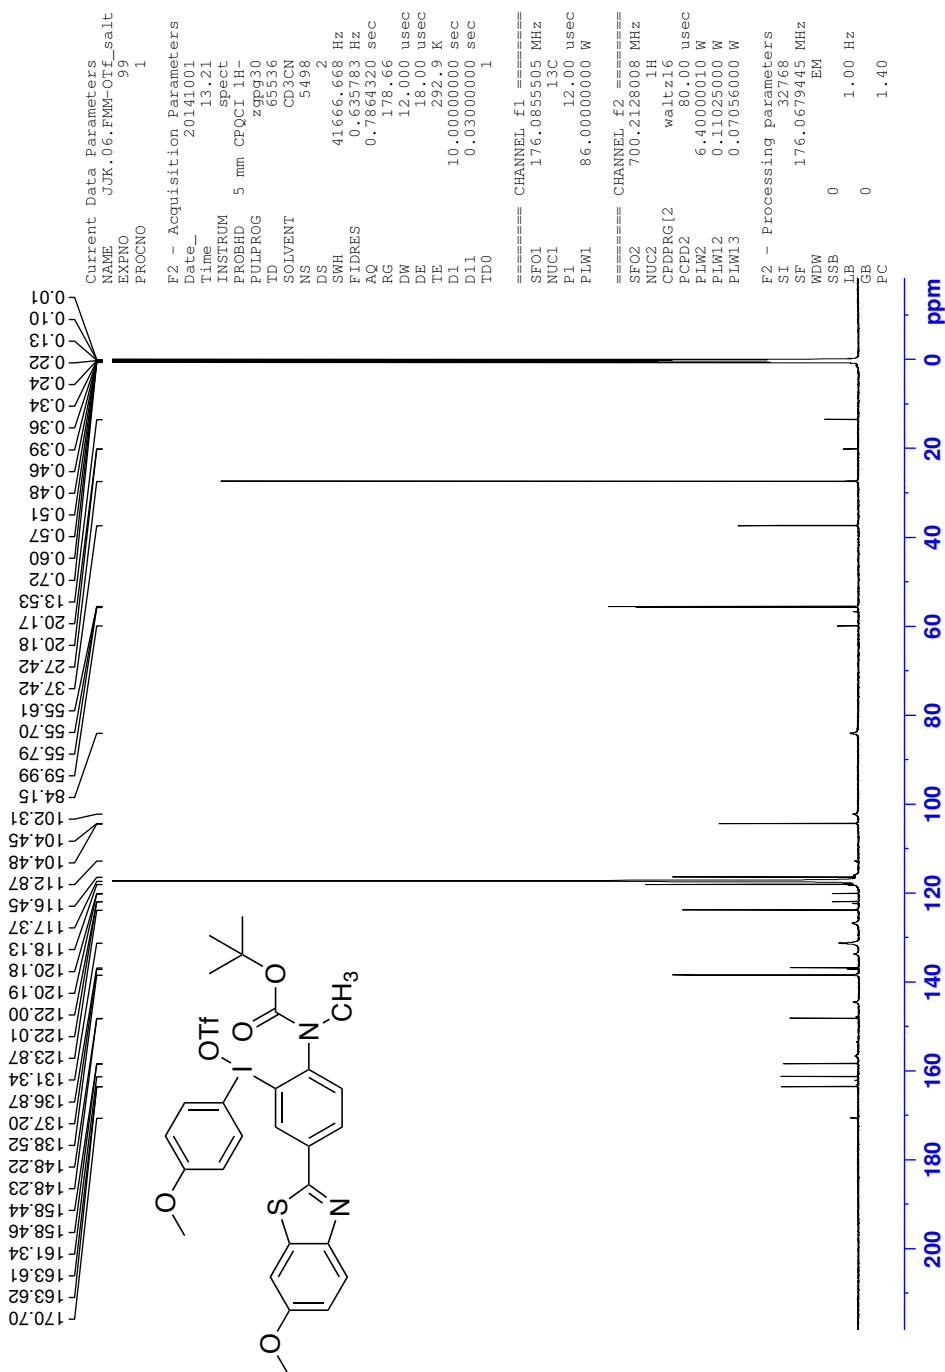 Current Data Parameters
NAME JJK.06.FMM-OTf_salt
EXPNO 99
PROCNO 1
F2 - Acquisition Parameters
Date_ 20141001
Time 13.21
INSTRUM spect
PROBHD 5 mm CPQCI 1H-
PULPROG zgpg30
TD 65536
SOLVENT CD3CN
NS 5498
DS 2
SWH 41666.668 Hz
FIDRES 0.635783 Hz
AQ 0.7864320 sec
RG 178.66
DW 12.000 usec
DE 18.00 usec
TE 292.9 K
D1 10.00000000 sec
D11 0.03000000 sec
TD0 1
======== CHANNEL f1 ========
SFO1 176.0855505 MHz
NUC1 13C
P1 12.00 usec
PLW1 86.00000000 W
======== CHANNEL f2 ========
SFO2 700.2128008 MHz
NUC2 1H
CPDPRG[2 waltz16
PCPD2 80.00 usec
PLW2 6.40000010 W
PLW12 0.11025000 W
PLW13 0.07056000 W
F2 - Processing parameters
SI 32768
SF 176.0679445 MHz
WDW EM
SSB 0
LB 1.00 Hz
GB 0
PC 1.40
170.70
163.62
163.61
161.34
158.46
158.44
148.23
148.22
138.52
137.20
136.87
131.34
123.87
122.01
122.00
120.19
120.18
118.13
117.37
116.45
112.87
104.48
104.45
102.31
84.15
59.99
55.79
55.70
55.61
37.42
27.42
20.18
20.17
13.53
0.72
0.60
0.57
0.51
0.48
0.46
0.39
0.36
0.34
0.24
0.22
0.13
0.10
0.01
O
I
OTf
O
O
N
CH3
S
N
O
200 180 160 140 120 100 80 60 40 20 0 ppm